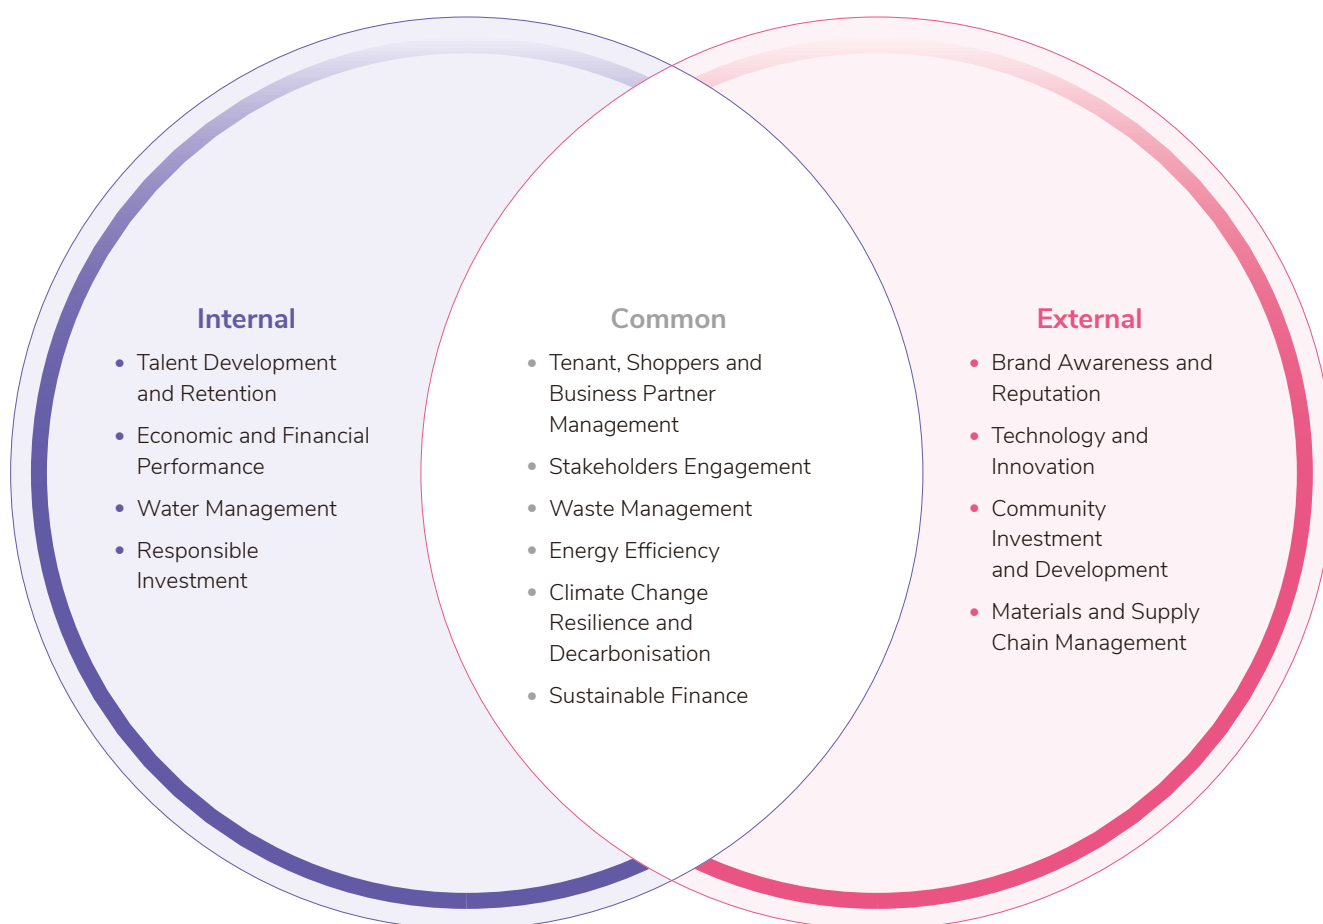 Internal
• Talent Development
and Retention
• Economic and Financial
Performance
• Water Management
• Responsible
Investment
Common
• Tenant, Shoppers and
Business Partner
Management
• Stakeholders Engagement
• Waste Management
• Energy Efficiency
• Climate Change
Resilience and
Decarbonisation
• Sustainable Finance
External
• Brand Awareness and
Reputation
• Technology and
Innovation
• Community
Investment
and Development
• Materials and Supply
Chain Management